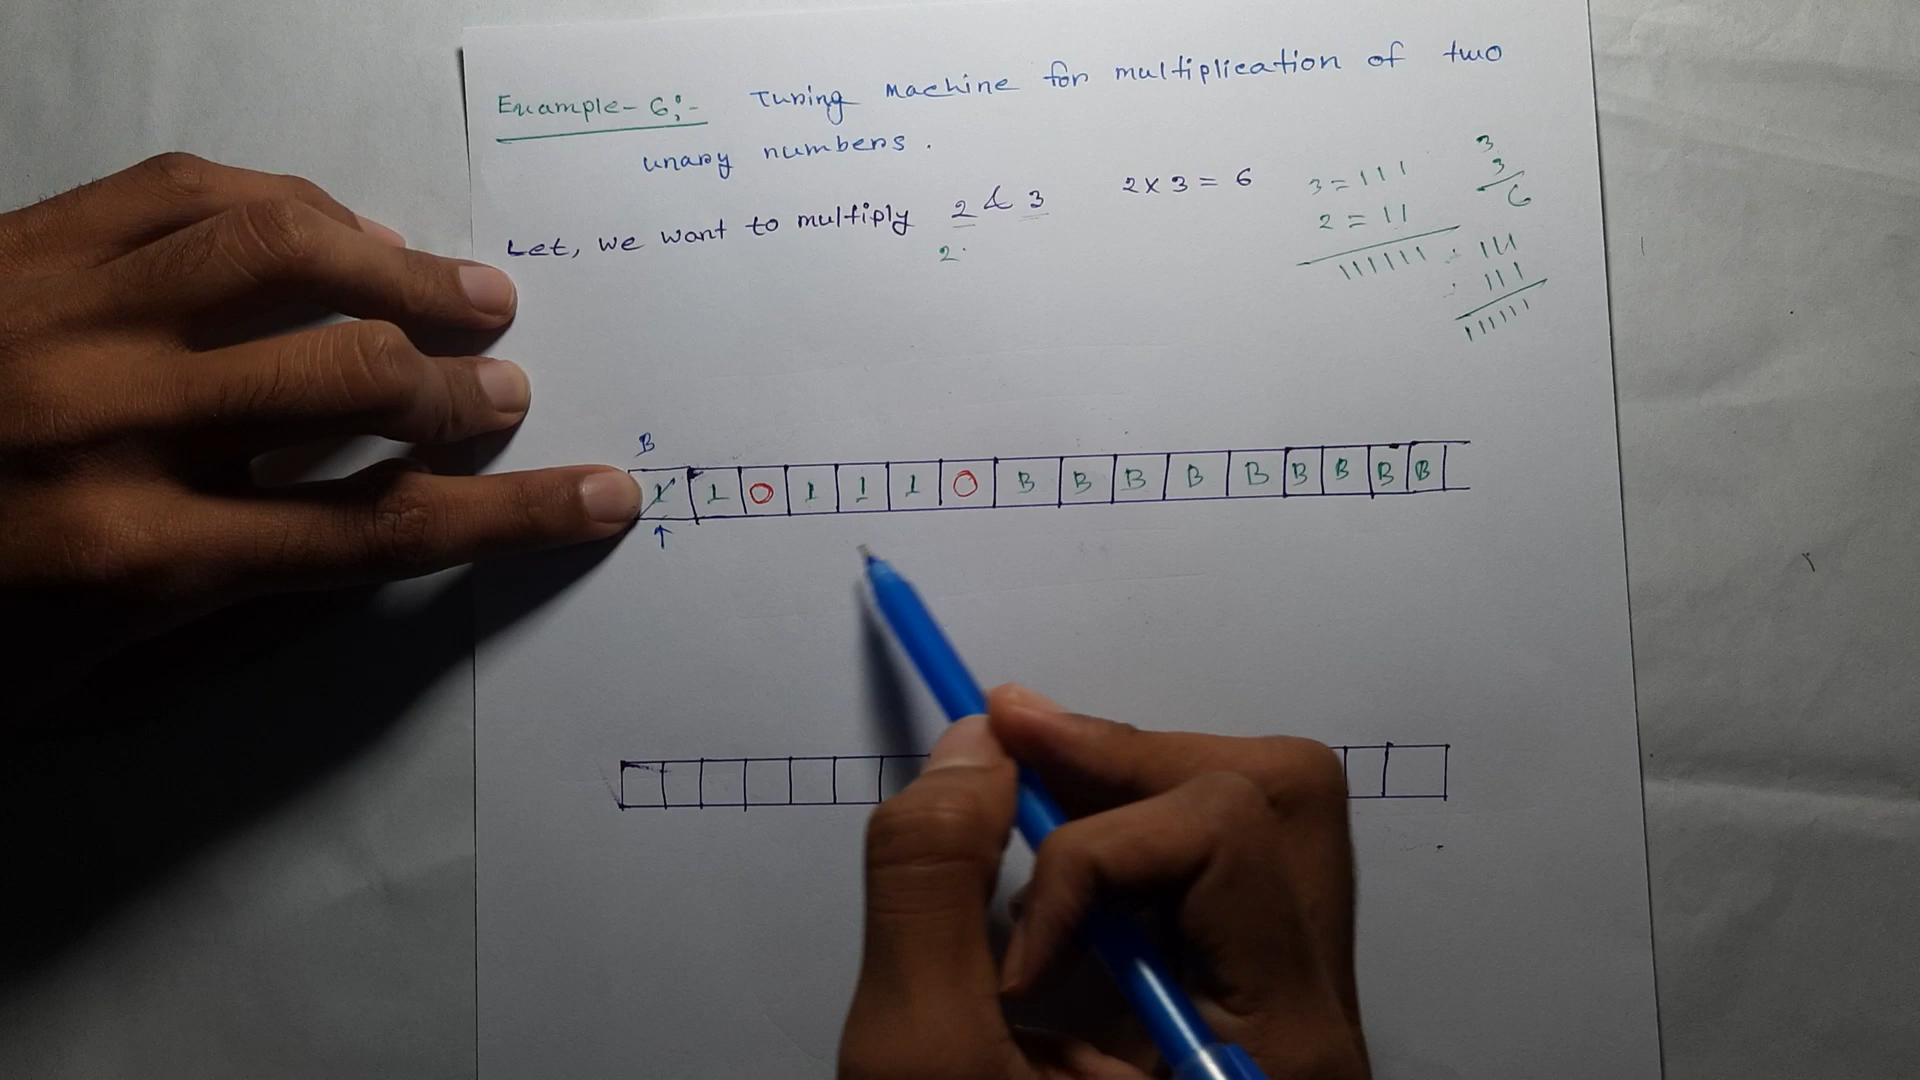 Example-6:- Turing Machine for multiplication of two
unary numbers.
Let, we want to multiply 2 & 3
2 x 3 = 6
2.
3 = 111
2 = 11
111111
3
3
6
111
111
111111
B
1 1 0 1 1 1 0 B B B B B B B B B
↑